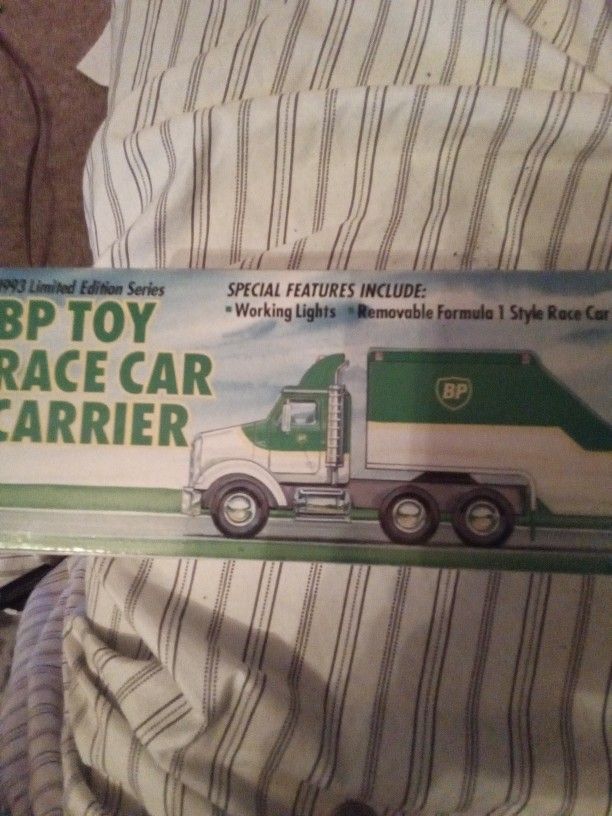 1993 Limited Edition Series
BP TOY
RACE CAR
CARRIER
SPECIAL FEATURES INCLUDE:
▪ Working Lights ▪ Removable Formula 1 Style Race Car
BP